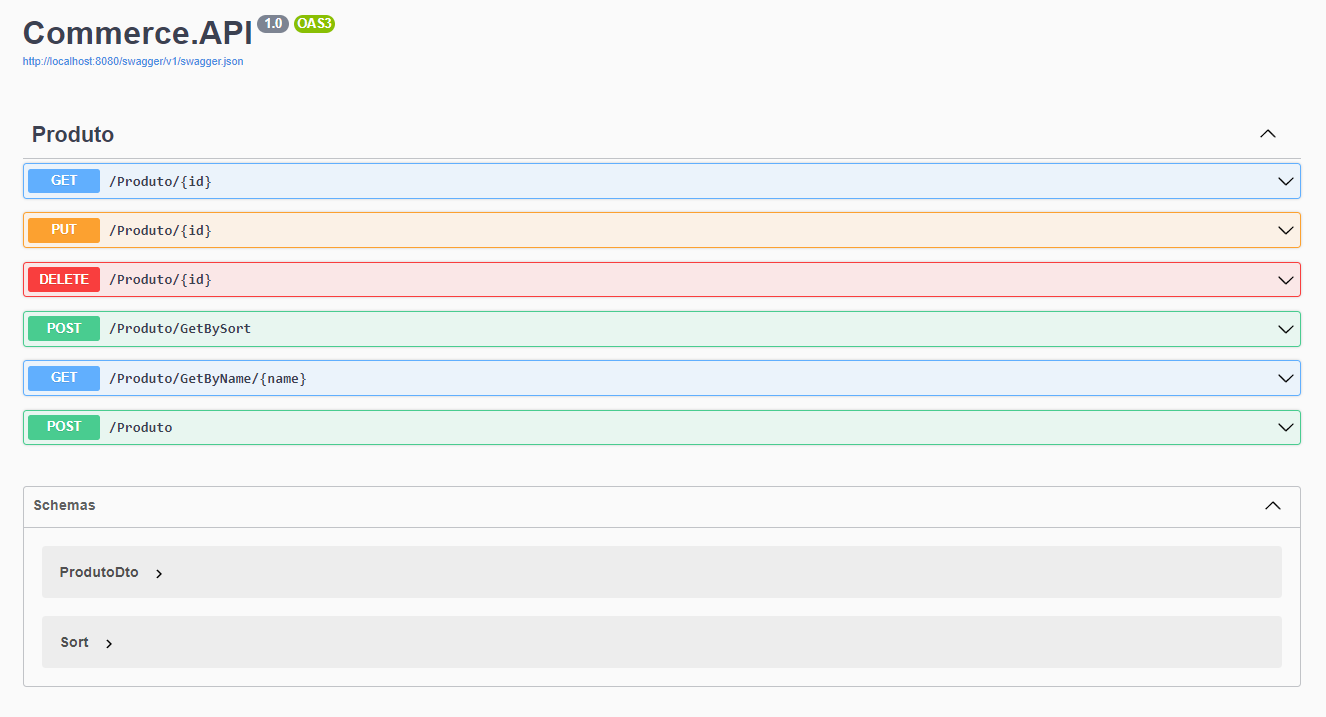 Commerce.API 1.0 OAS3
http://localhost:8080/swagger/v1/swagger.json
Produto
GET /Produto/{id}
PUT /Produto/{id}
DELETE /Produto/{id}
POST /Produto/GetBySort
GET /Produto/GetByName/{name}
POST /Produto
Schemas
ProdutoDto
Sort